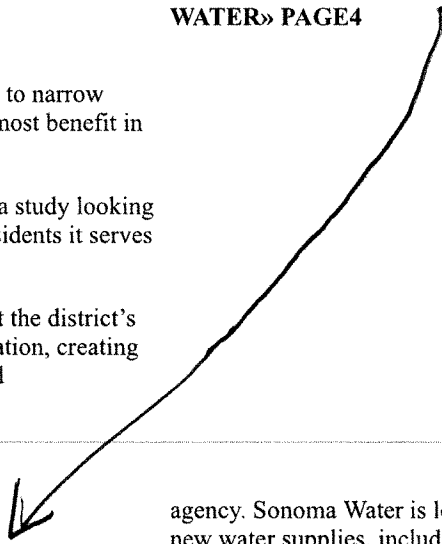 WATER» PAGE4
to narrow
most benefit in
a study looking
sidents it serves
the district's
ation, creating
agency. Sonoma Water is
new water supplies, includ